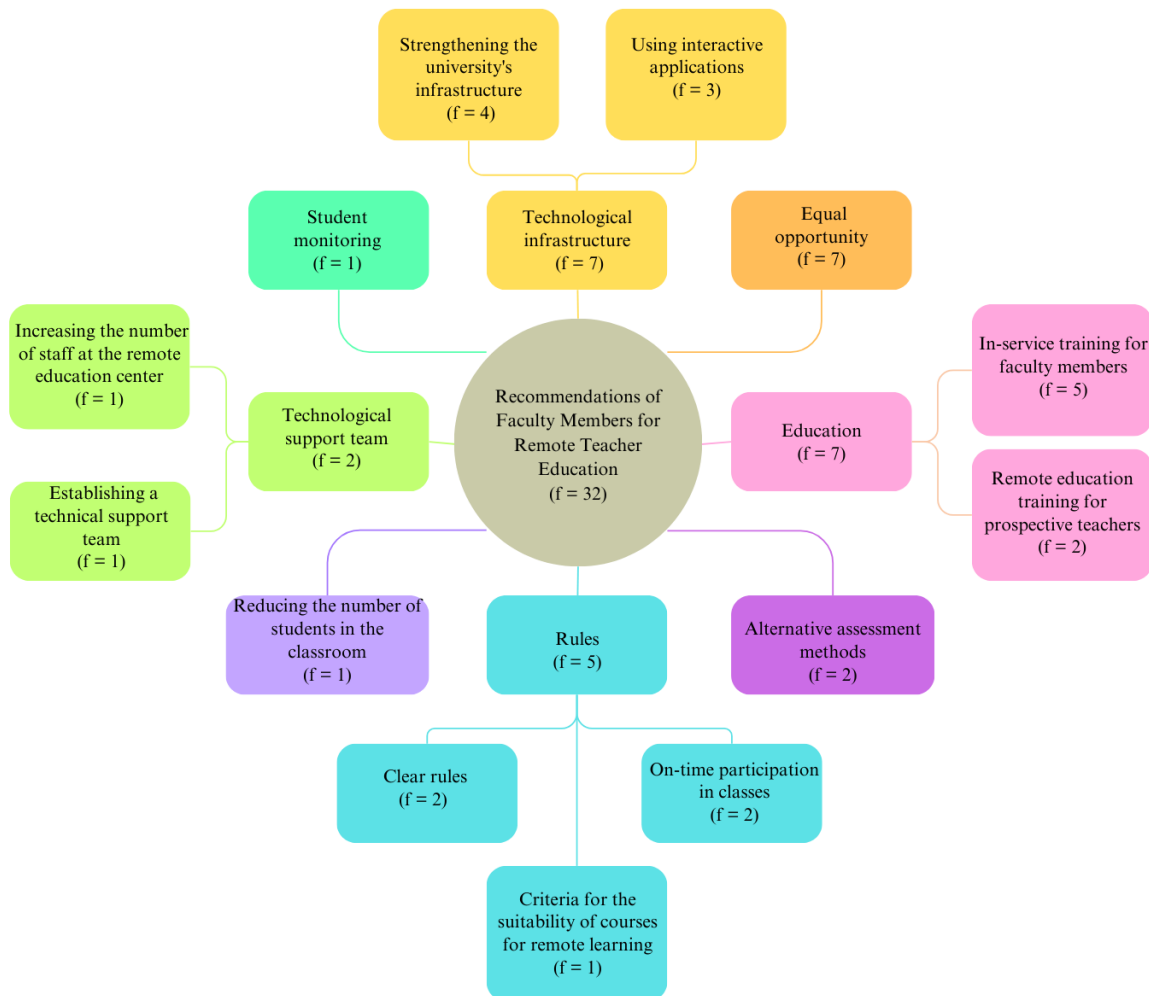 Strengthening the
university's
infrastructure
(f = 4)
Using interactive
applications
(f = 3)
Student
monitoring
(f = 1)
Technological
infrastructure
(f = 7)
Equal
opportunity
(f = 7)
Increasing the number
of staff at the remote
education center
(f = 1)
Technological
support team
(f = 2)
Establishing a
technical support
team
(f = 1)
Recommendations of
Faculty Members for
Remote Teacher
Education
(f = 32)
Education
(f = 7)
In-service training for
faculty members
(f = 5)
Remote education
training for
prospective teachers
(f = 2)
Reducing the number of
students in the
classroom
(f = 1)
Rules
(f = 5)
Alternative assessment
methods
(f = 2)
Clear rules
(f = 2)
On-time participation
in classes
(f = 2)
Criteria for the
suitability of courses
for remote learning
(f = 1)